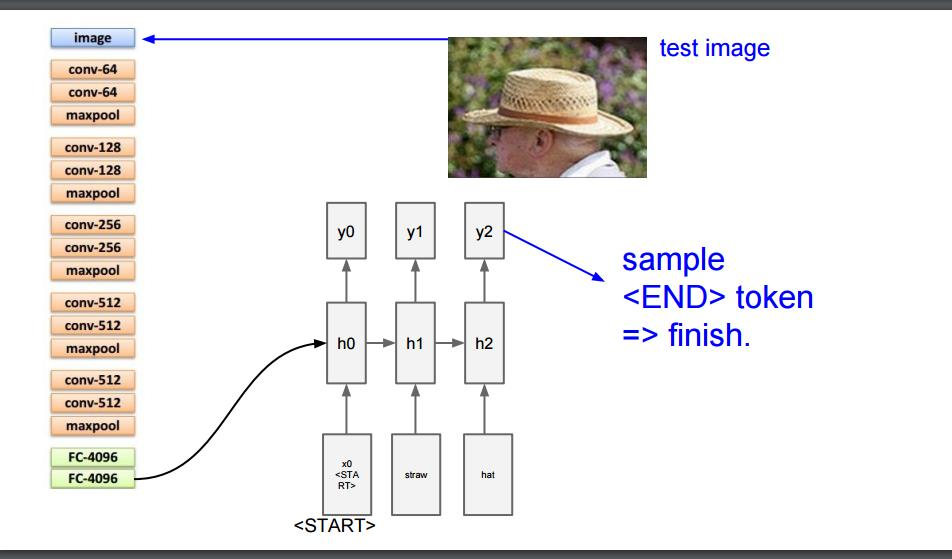 image
test image
conv-64
conv-64
maxpool
conv-128
conv-128
maxpool
conv-256
conv-256
maxpool
conv-512
conv-512
maxpool
conv-512
conv-512
maxpool
FC-4096
FC-4096
y0
y1
y2
h0
h1
h2
x0
<STA
RT>
straw
hat
<START>
sample
<END> token
=> finish.